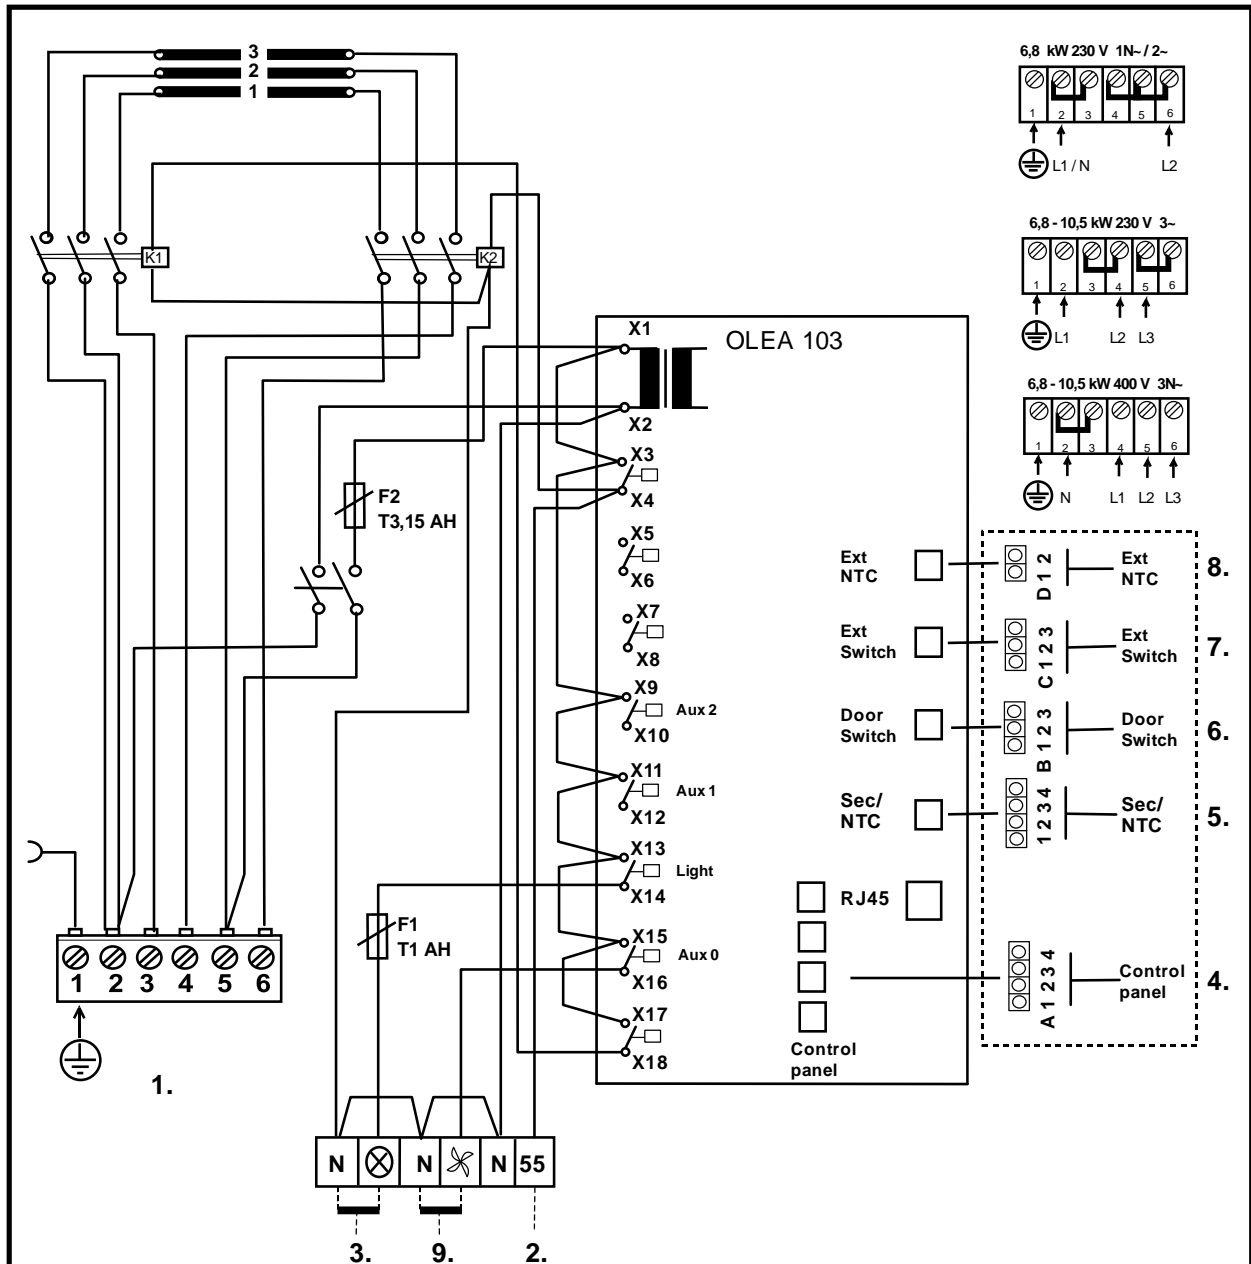 3
2
1
K1
K2
F2
T3,15 AH
F1
T1 AH
1 2 3 4 5 6
1.
N N N 55
3. 9. 2.
OLEA 103
X1
X2
X3
X4
X5
X6
X7
X8
X9
Aux 2
X10
X11
Aux 1
X12
X13
Light
X14
X15
Aux 0
X16
X17
X18
Ext
NTC
Ext
Switch
Door
Switch
Sec/
NTC
RJ45
Control
panel
6,8 kW 230 V 1N~ / 2~
1 2 3 4 5 6
L1 / N L2
6,8 - 10,5 kW 230 V 3~
1 2 3 4 5 6
L1 L2 L3
6,8 - 10,5 kW 400 V 3N~
1 2 3 4 5 6
N L1 L2 L3
D 1 2
Ext
NTC
8.
C 1 2 3
Ext
Switch
7.
B 1 2 3
Door
Switch
6.
1 2 3 4
Sec/
NTC
5.
A 1 2 3 4
Control
panel
4.